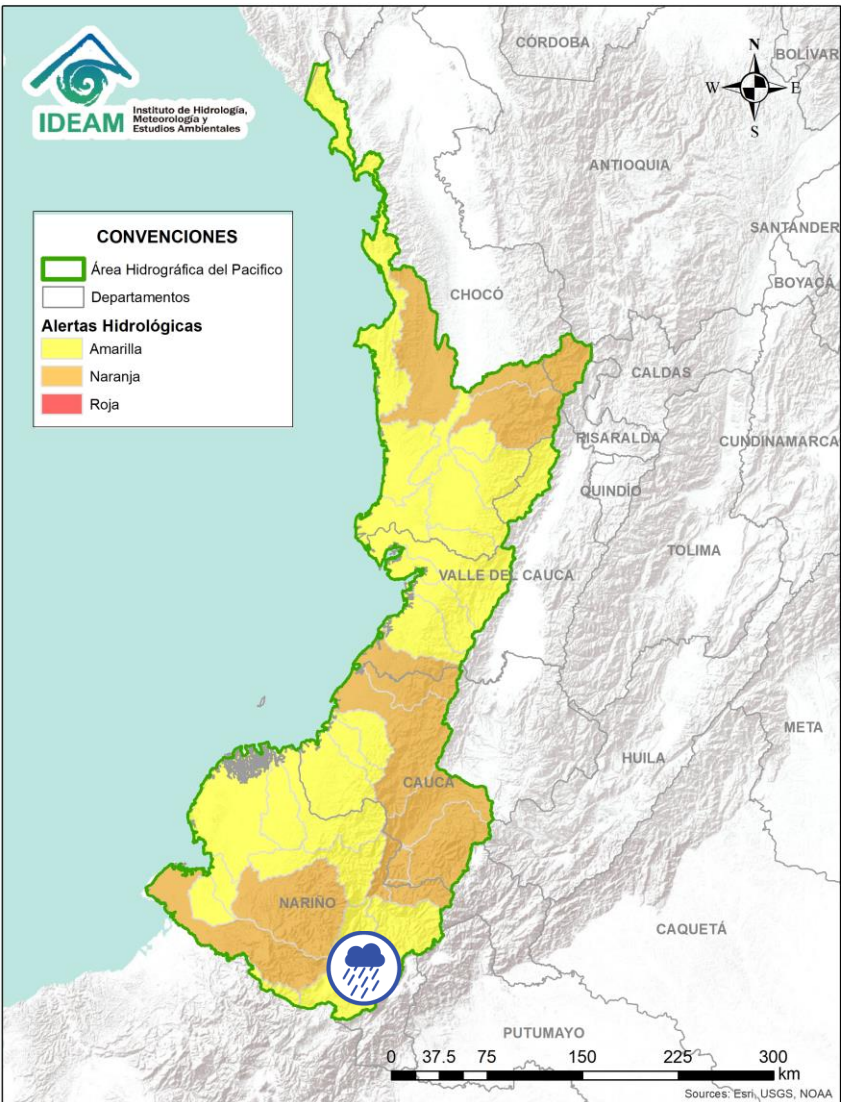 IDEAM
Instituto de Hidrología,
Meteorología y
Estudios Ambientales
N
W
E
S
CÓRDOBA
BOLÍVAR
ANTIOQUIA
SANTANDER
BOYACÁ
CHOCÓ
CONVENCIONES
Área Hidrográfica del Pacifico
Departamentos
Alertas Hidrológicas
Amarilla
Naranja
Roja
CALDAS
RISARALDA
CUNDINAMARCA
QUINDÍO
TOLIMA
VALLE DEL CAUCA
META
HUILA
CAUCA
NARIÑO
CAQUETÁ
PUTUMAYO
0 37.5 75 150 225 300
km
Sources: Esri, USGS, NOAA